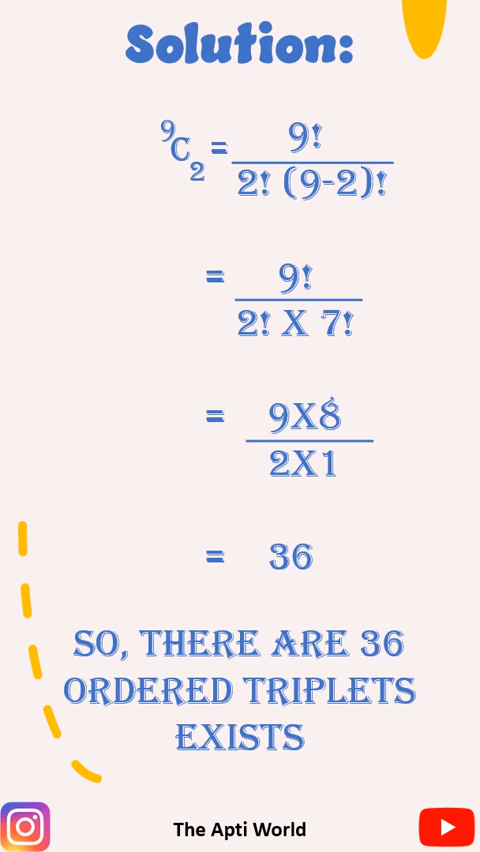 Solution:
⁹C₂ = 9! / 2! (9-2)!
= 9! / 2! X 7!
= 9X8 / 2X1
= 36
SO, THERE ARE 36
ORDERED TRIPLETS
EXISTS
The Apti World